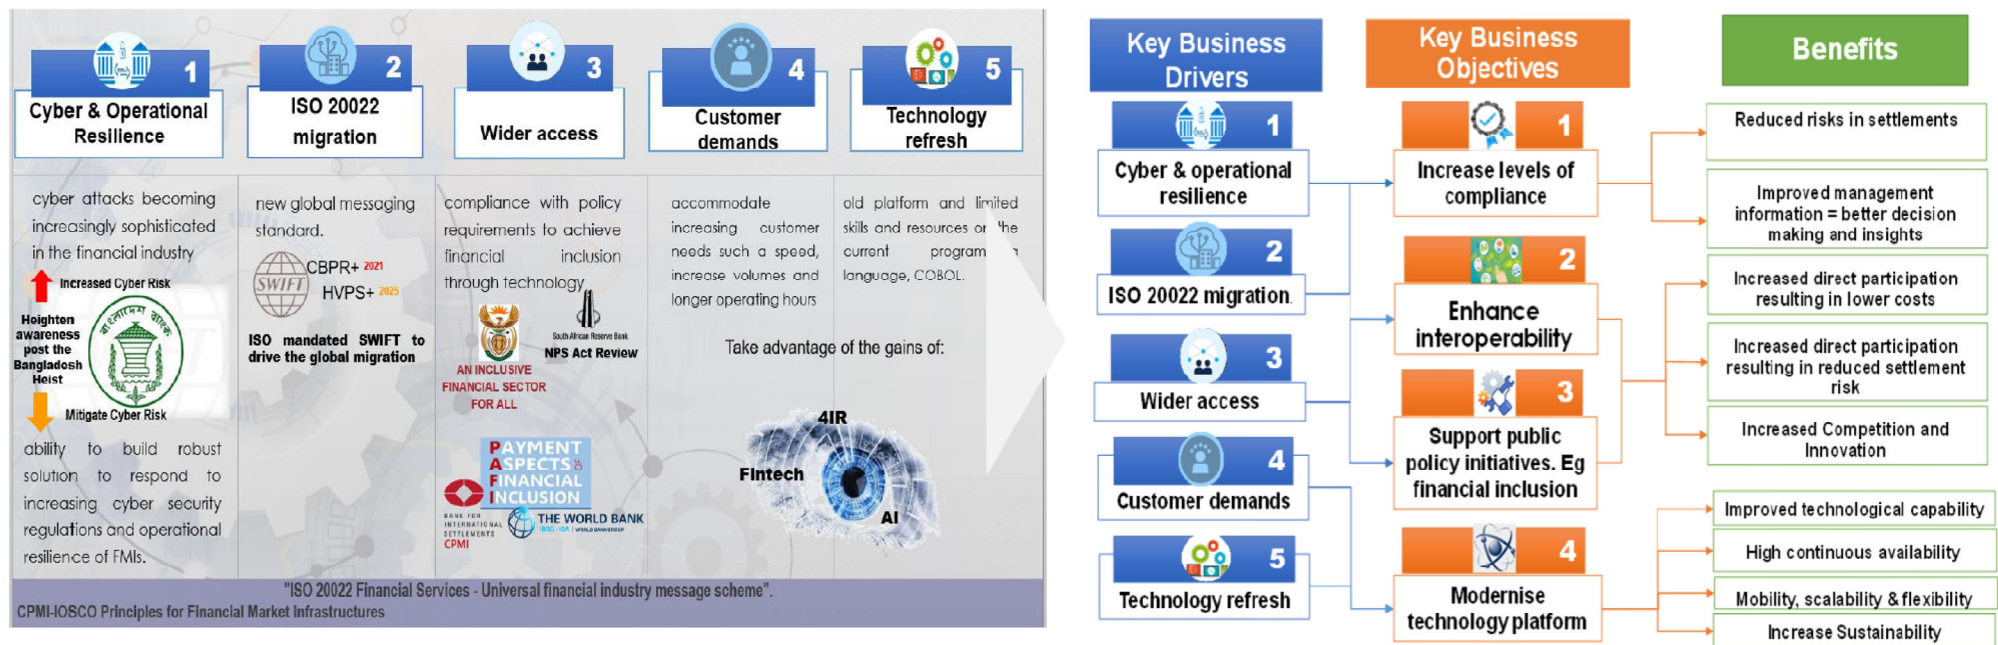 1
Cyber & Operational
Resilience
2
ISO 20022
migration
3
Wider access
4
Customer
demands
5
Technology
refresh
cyber attacks becoming
increasingly sophisticated
in the financial industry
Increased Cyber Risk
Heighten
awareness
post the
Bangladesh
Heist
বাংলাদেশ ব্যাংক
Mitigate Cyber Risk
ability to build robust
solution to respond to
increasing cyber security
regulations and operational
resilience of FMIs.
new global messaging
standard.
SWIFT
CBPR+ 2021
HVPS+ 2025
ISO mandated SWIFT to
drive the global migration
compliance with policy
requirements to achieve
financial inclusion
through technology
South African Reserve Bank
NPS Act Review
AN INCLUSIVE
FINANCIAL SECTOR
FOR ALL
PAYMENT
ASPECTS OF
FINANCIAL
INCLUSION
BANK FOR
INTERNATIONAL
SETTLEMENTS
CPMI
THE WORLD BANK
IBRD · IDA | WORLD BANK GROUP
accommodate
increasing customer
needs such a speed,
increase volumes and
longer operating hours
old platform and limited
skills and resources on the
current program
language, COBOL.
Take advantage of the gains of:
4IR
Fintech
AI
"ISO 20022 Financial Services - Universal financial industry message scheme".
CPMI-IOSCO Principles for Financial Market Infrastructures
Key Business
Drivers
1
Cyber & operational
resilience
2
ISO 20022 migration.
3
Wider access
4
Customer demands
5
Technology refresh
Key Business
Objectives
1
Increase levels of
compliance
2
Enhance
interoperability
3
Support public
policy initiatives. Eg
financial inclusion
4
Modernise
technology platform
Benefits
Reduced risks in settlements
Improved management
information = better decision
making and insights
Increased direct participation
resulting in lower costs
Increased direct participation
resulting in reduced settlement
risk
Increased Competition and
Innovation
Improved technological capability
High continuous availability
Mobility, scalability & flexibility
Increase Sustainability